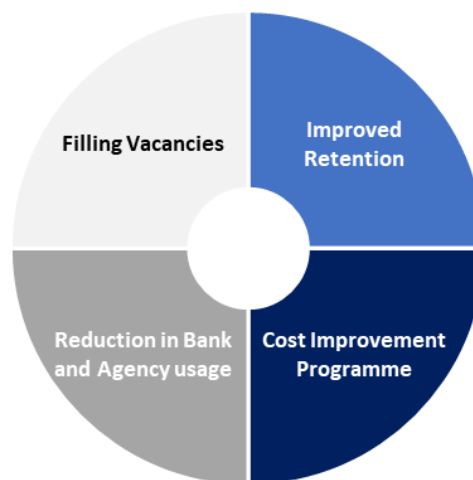 Filling Vacancies
Improved
Retention
Reduction in Bank
and Agency usage
Cost Improvement
Programme